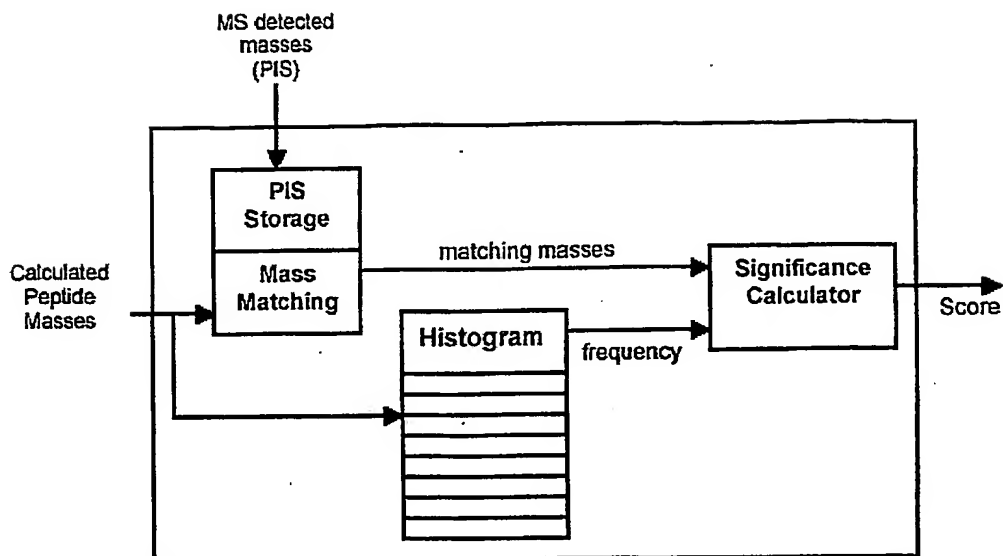 MS detected
masses
(PIS)
PIS
Storage
Mass
Matching
Calculated
Peptide
Masses
matching masses
Significance
Calculator
Score
Histogram
frequency